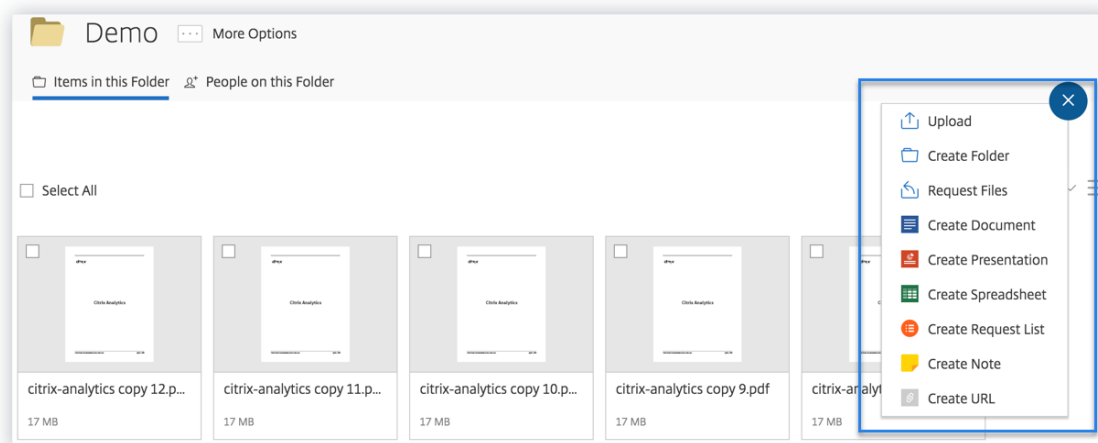 Demo
··· More Options
Items in this Folder
People on this Folder
Upload
Create Folder
Request Files
Select All
Create Document
Create Presentation
Create Spreadsheet
Create Request List
Create Note
Create URL
Citrix Analytics
Citrix Analytics
Citrix Analytics
Citrix Analytics
citrix-analytics copy 12.p...
citrix-analytics copy 11.p...
citrix-analytics copy 10.p...
citrix-analytics copy 9.pdf
citrix-analyt
17 MB
17 MB
17 MB
17 MB
17 MB